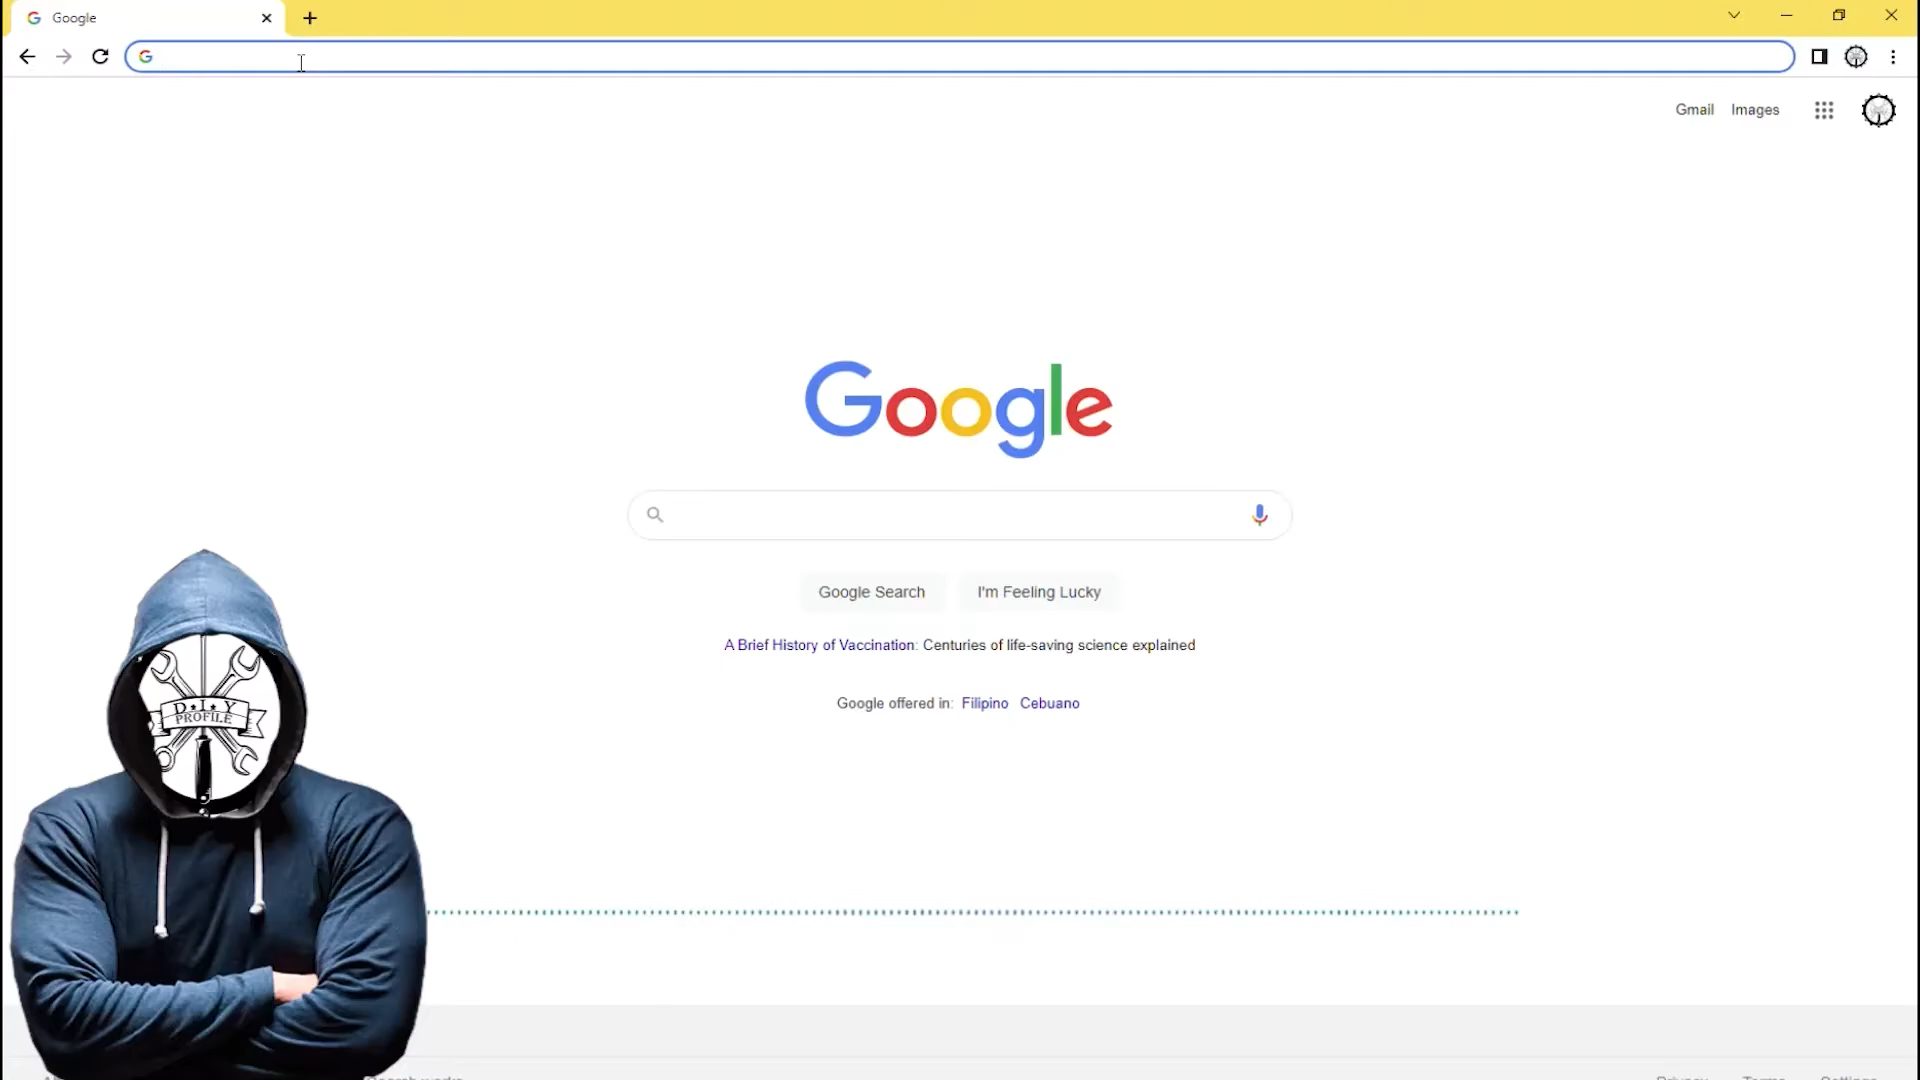 Google
Gmail Images
Google
Google Search I'm Feeling Lucky
A Brief History of Vaccination: Centuries of life-saving science explained
Google offered in: Filipino Cebuano
D.I.Y
PROFILE